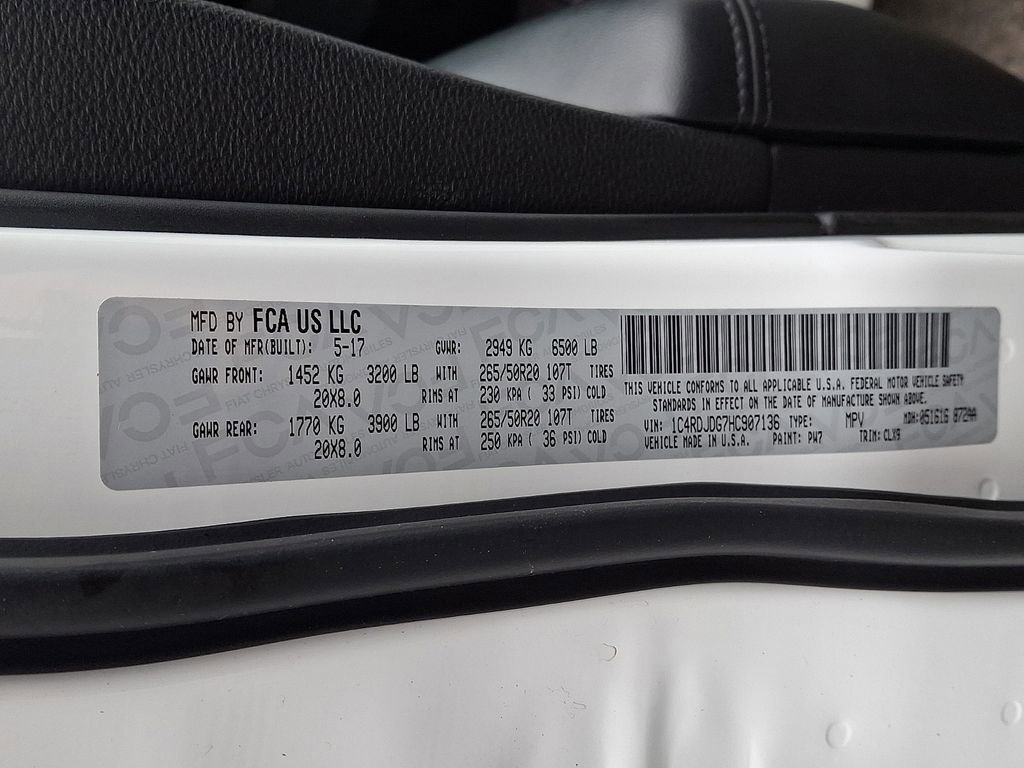 MFD BY FCA US LLC
DATE OF MFR(BUILT): 5-17 GVWR: 2949 KG 6500 LB
GAWR FRONT: 1452 KG 3200 LB WITH 265/50R20 107T TIRES
20X8.0 RIMS AT 230 KPA ( 33 PSI) COLD
GAWR REAR: 1770 KG 3900 LB WITH 265/50R20 107T TIRES
20X8.0 RIMS AT 250 KPA ( 36 PSI) COLD
THIS VEHICLE CONFORMS TO ALL APPLICABLE U.S.A. FEDERAL MOTOR VEHICLE SAFETY
STANDARDS IN EFFECT ON THE DATE OF MANUFACTURE SHOWN ABOVE.
VIN: 1C4RDJDG7HC907136 TYPE: MPV MDH:051616 872AA
VEHICLE MADE IN U.S.A. PAINT: PW7 TRIM: CLX9